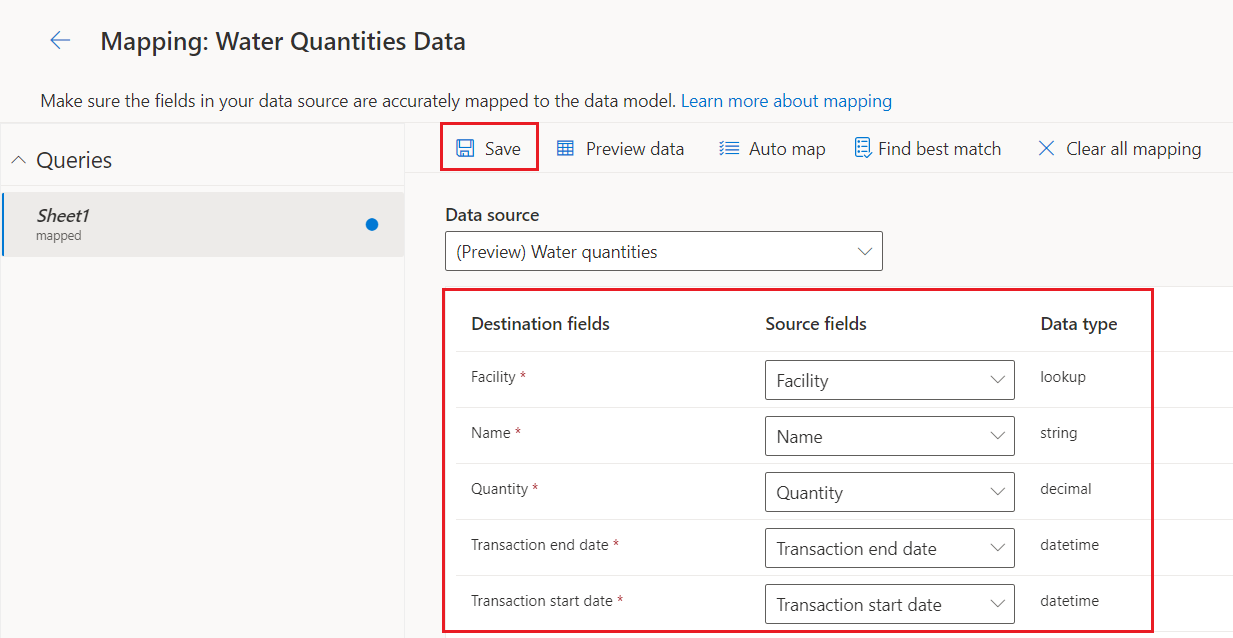 Mapping: Water Quantities Data
Make sure the fields in your data source are accurately mapped to the data model. Learn more about mapping
Queries
Sheet1
mapped
Save Preview data Auto map Find best match Clear all mapping
Data source
(Preview) Water quantities
Destination fields Source fields Data type
Facility * Facility lookup
Name * Name string
Quantity * Quantity decimal
Transaction end date * Transaction end date datetime
Transaction start date * Transaction start date datetime